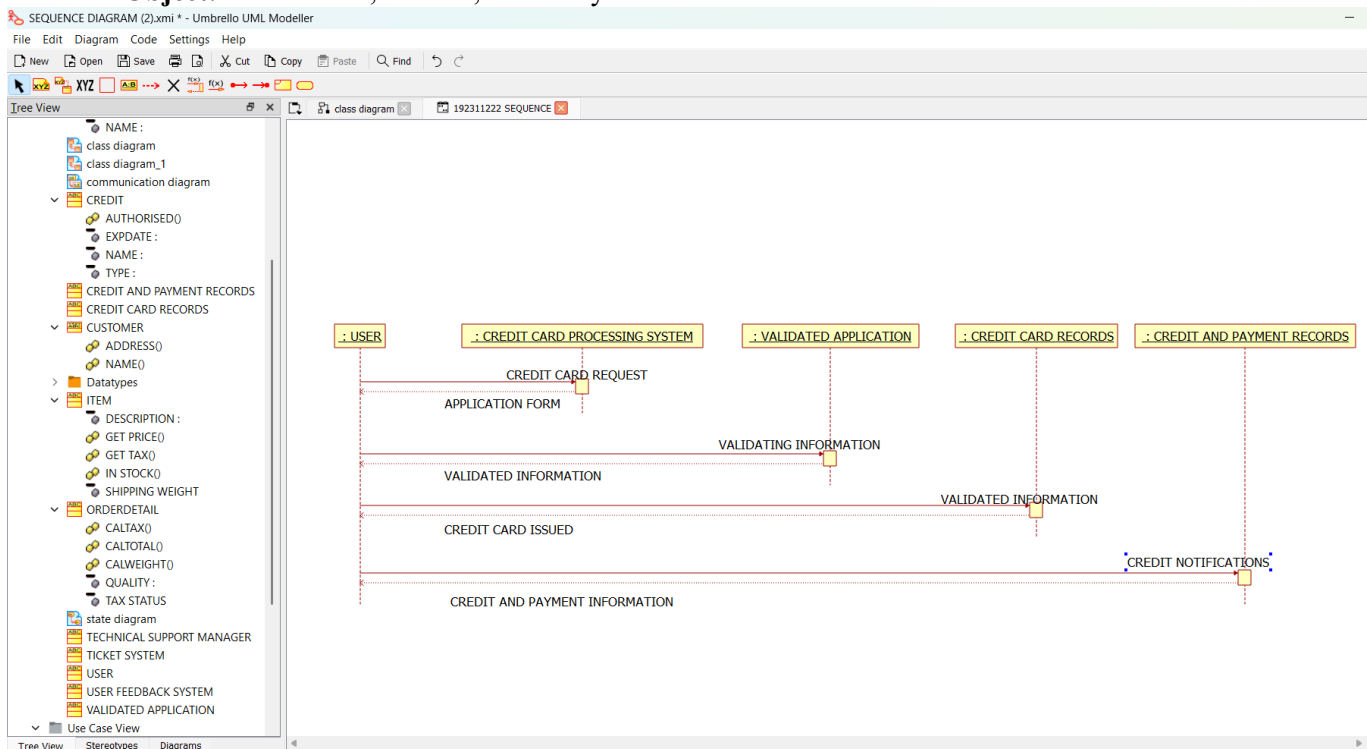 SEQUENCE DIAGRAM (2).xmi * - Umbrello UML Modeller
File Edit Diagram Code Settings Help
New Open Save Cut Copy Paste Find
XYZ XYZ A:B f(x) f(x)
Tree View
class diagram
192311222 SEQUENCE
NAME :
class diagram
class diagram_1
communication diagram
CREDIT
AUTHORISED()
EXPDATE :
NAME :
TYPE :
CREDIT AND PAYMENT RECORDS
CREDIT CARD RECORDS
CUSTOMER
ADDRESS()
NAME()
Datatypes
ITEM
DESCRIPTION :
GET PRICE()
GET TAX()
IN STOCK()
SHIPPING WEIGHT
ORDERDETAIL
CALTAX()
CALTOTAL()
CALWEIGHT()
QUALITY :
TAX STATUS
state diagram
TECHNICAL SUPPORT MANAGER
TICKET SYSTEM
USER
USER FEEDBACK SYSTEM
VALIDATED APPLICATION
Use Case View
Tree View Stereotypes Diagrams
: USER
: CREDIT CARD PROCESSING SYSTEM
: VALIDATED APPLICATION
: CREDIT CARD RECORDS
: CREDIT AND PAYMENT RECORDS
CREDIT CARD REQUEST
APPLICATION FORM
VALIDATING INFORMATION
VALIDATED INFORMATION
VALIDATED INFORMATION
CREDIT CARD ISSUED
CREDIT NOTIFICATIONS
CREDIT AND PAYMENT INFORMATION